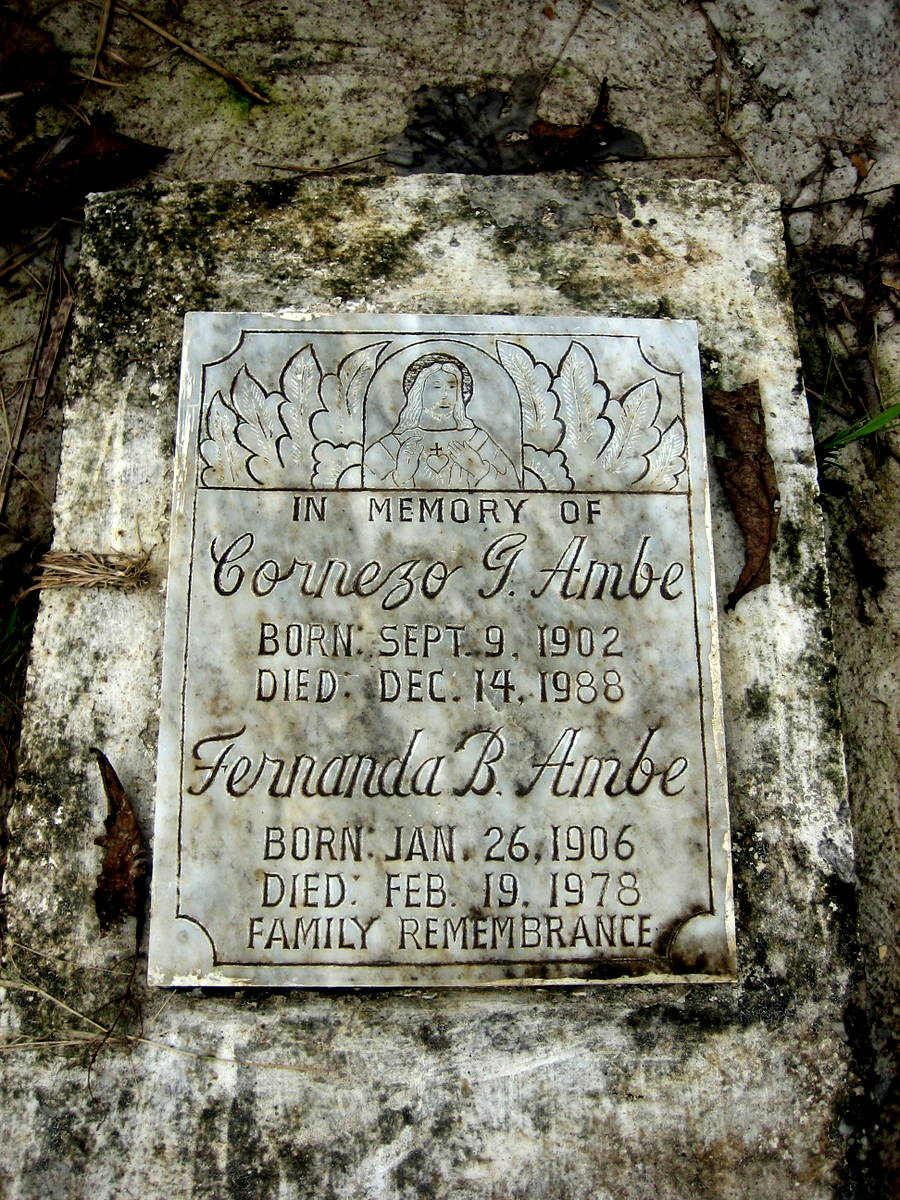 IN MEMORY OF
Cornezo G. Ambe
BORN: SEPT. 9, 1902
DIED: DEC. 14, 1988
Fernanda B. Ambe
BORN: JAN. 26, 1906
DIED: FEB. 19, 1978
FAMILY REMEMBRANCE